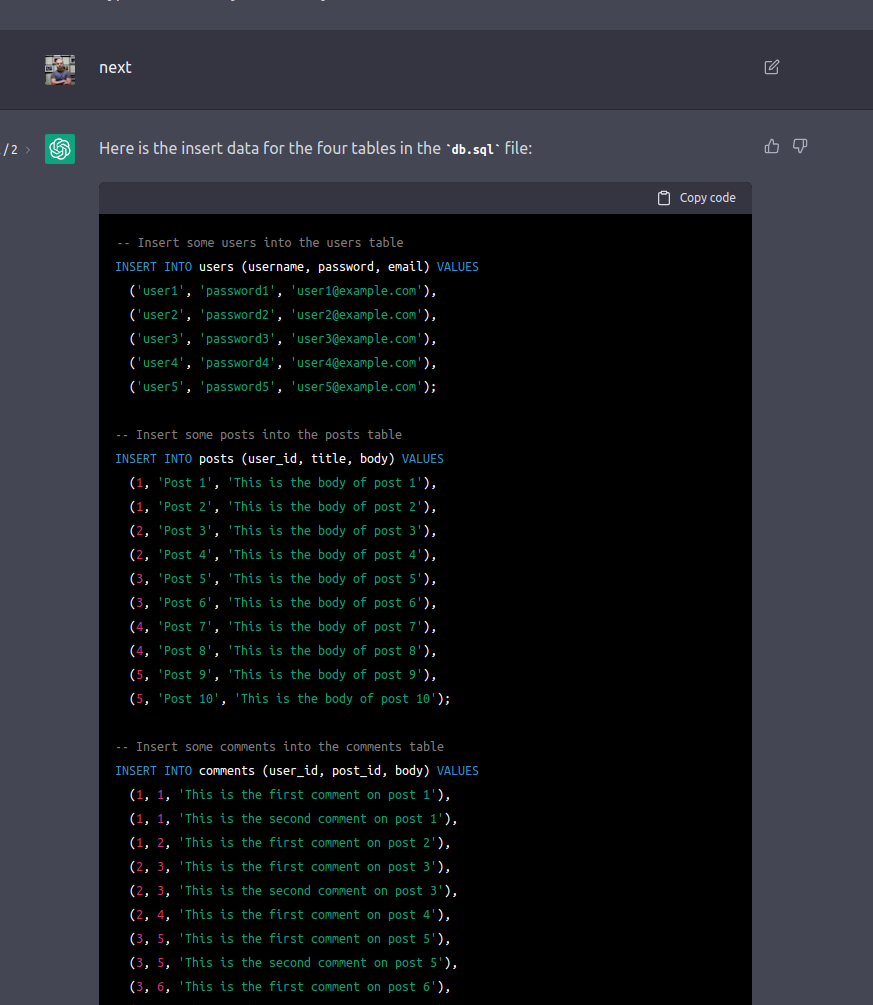 next
/2 >
Here is the insert data for the four tables in the `db.sql` file:
Copy code
-- Insert some users into the users table
INSERT INTO users (username, password, email) VALUES
('user1', 'password1', 'user1@example.com'),
('user2', 'password2', 'user2@example.com'),
('user3', 'password3', 'user3@example.com'),
('user4', 'password4', 'user4@example.com'),
('user5', 'password5', 'user5@example.com');
-- Insert some posts into the posts table
INSERT INTO posts (user_id, title, body) VALUES
(1, 'Post 1', 'This is the body of post 1'),
(1, 'Post 2', 'This is the body of post 2'),
(2, 'Post 3', 'This is the body of post 3'),
(2, 'Post 4', 'This is the body of post 4'),
(3, 'Post 5', 'This is the body of post 5'),
(3, 'Post 6', 'This is the body of post 6'),
(4, 'Post 7', 'This is the body of post 7'),
(4, 'Post 8', 'This is the body of post 8'),
(5, 'Post 9', 'This is the body of post 9'),
(5, 'Post 10', 'This is the body of post 10');
-- Insert some comments into the comments table
INSERT INTO comments (user_id, post_id, body) VALUES
(1, 1, 'This is the first comment on post 1'),
(1, 1, 'This is the second comment on post 1'),
(1, 2, 'This is the first comment on post 2'),
(2, 3, 'This is the first comment on post 3'),
(2, 3, 'This is the second comment on post 3'),
(2, 4, 'This is the first comment on post 4'),
(3, 5, 'This is the first comment on post 5'),
(3, 5, 'This is the second comment on post 5'),
(3, 6, 'This is the first comment on post 6'),